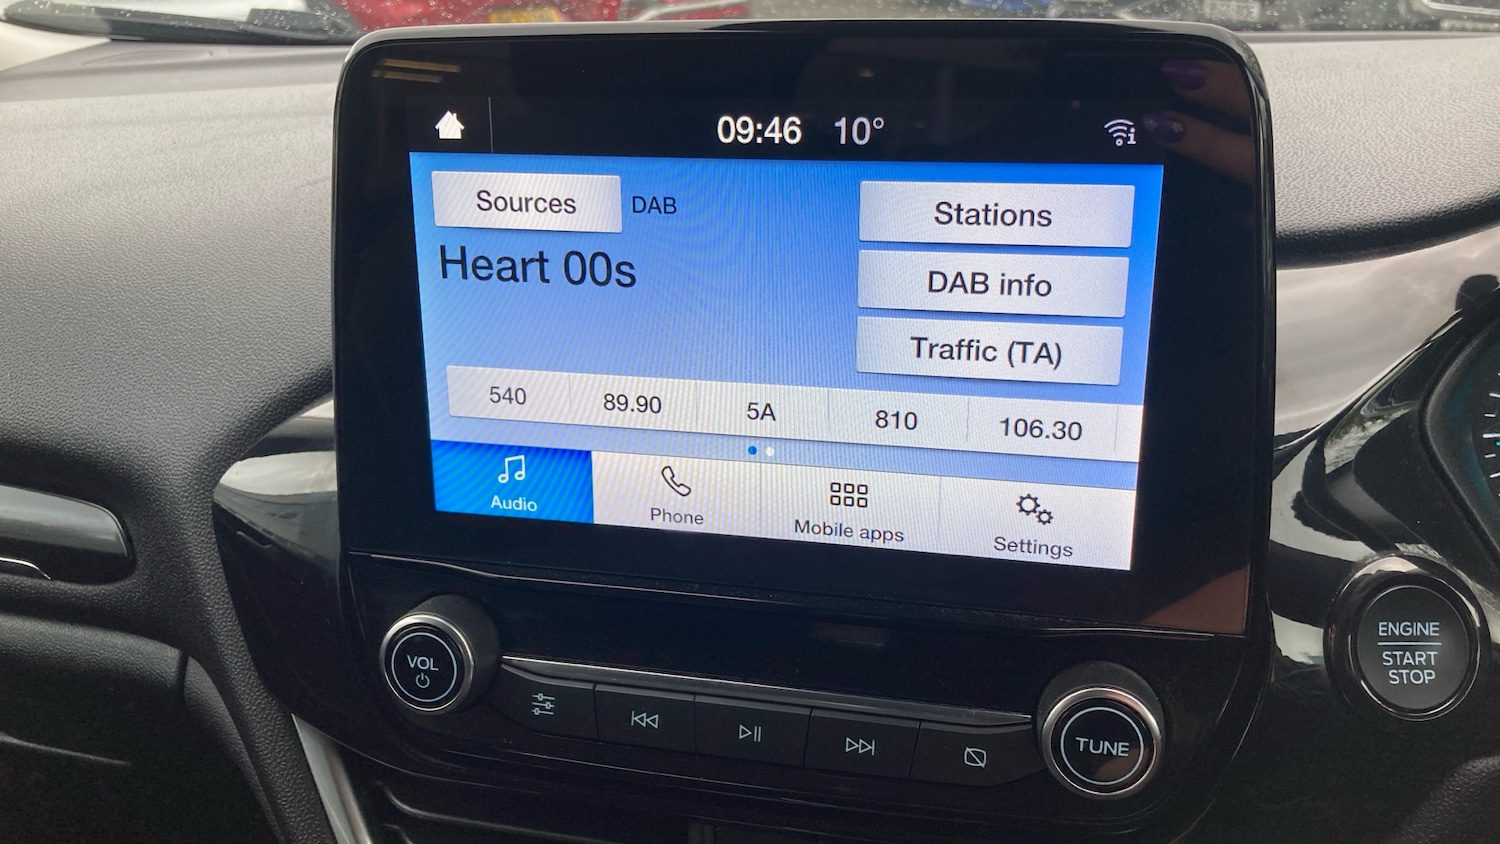 09:46 10°
Sources DAB
Stations
Heart 00s
DAB info
Traffic (TA)
540 89.90 5A 810 106.30
Audio Phone Mobile apps Settings
VOL
TUNE
ENGINE
START
STOP